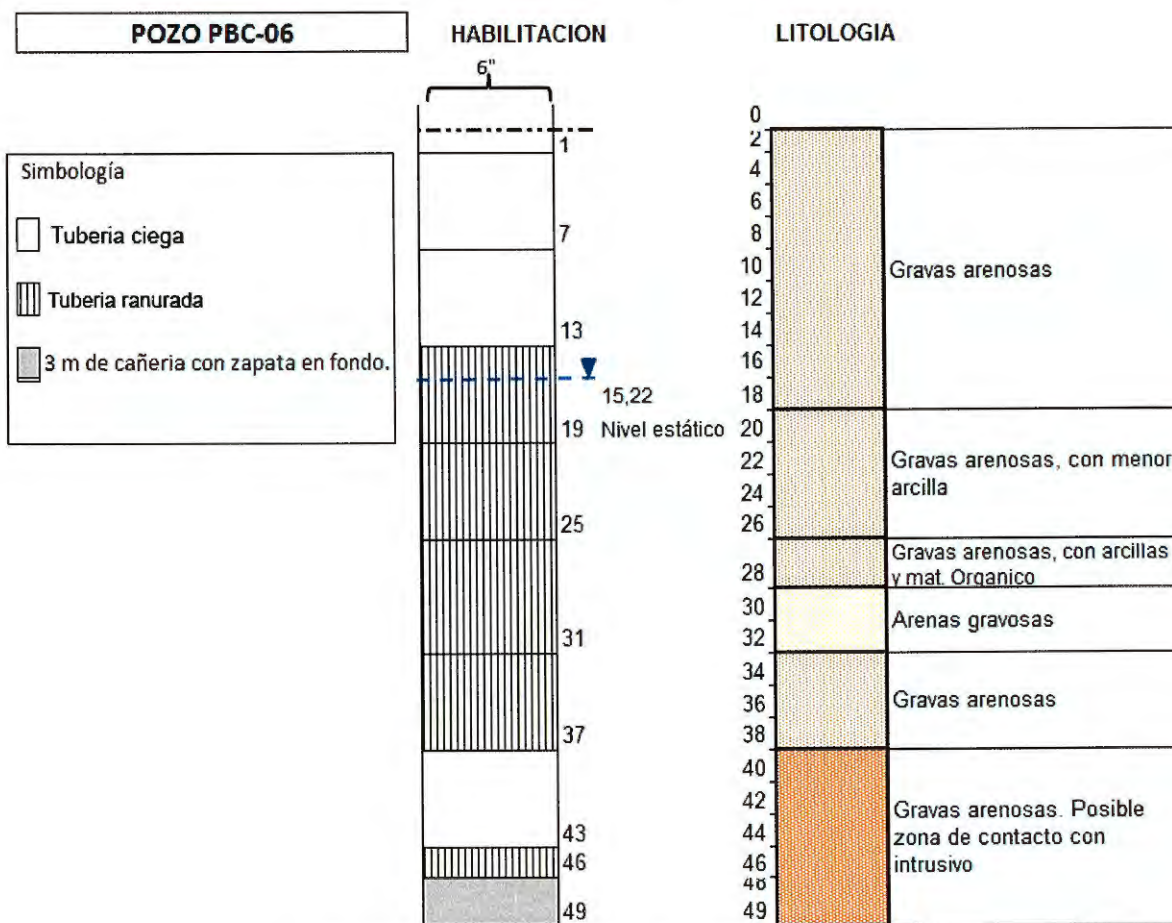 POZO PBC-06
HABILITACION
LITOLOGIA
6"
Simbología
Tuberia ciega
Tuberia ranurada
3 m de cañeria con zapata en fondo.
1
7
13
15,22
Nivel estático
19
25
31
37
43
46
49
0
2
4
6
8
10
12
14
16
18
20
22
24
26
28
30
32
34
36
38
40
42
44
46
48
49
Gravas arenosas
Gravas arenosas, con menor
arcilla
Gravas arenosas, con arcillas
y mat. Organico
Arenas gravosas
Gravas arenosas
Gravas arenosas. Posible
zona de contacto con
intrusivo